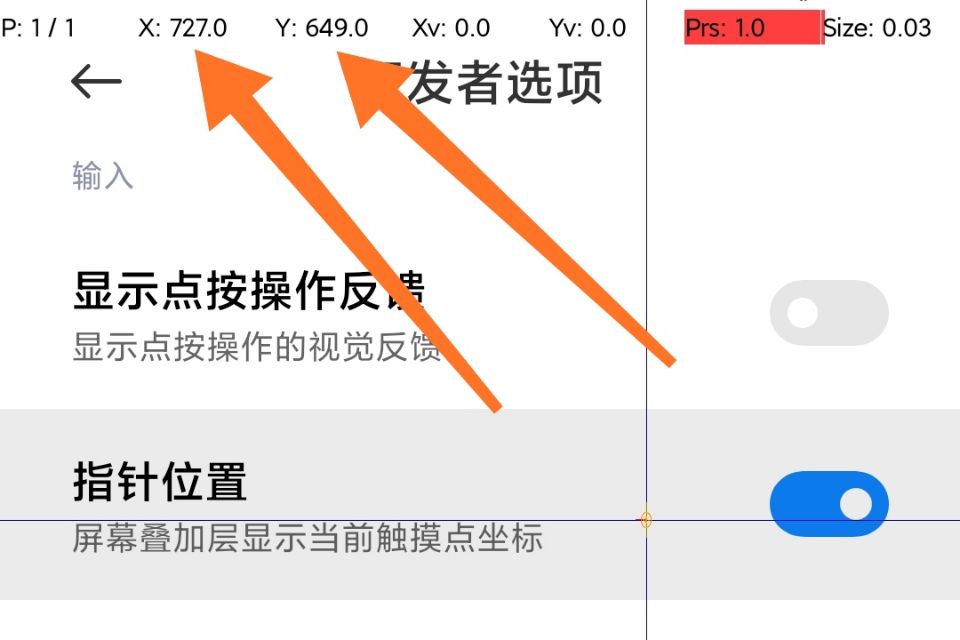 P: 1 / 1 X: 727.0 Y: 649.0 Xv: 0.0 Yv: 0.0 Prs: 1.0 Size: 0.03
发者选项
输入
显示点按操作反馈
显示点按操作的视觉反馈
指针位置
屏幕叠加层显示当前触摸点坐标